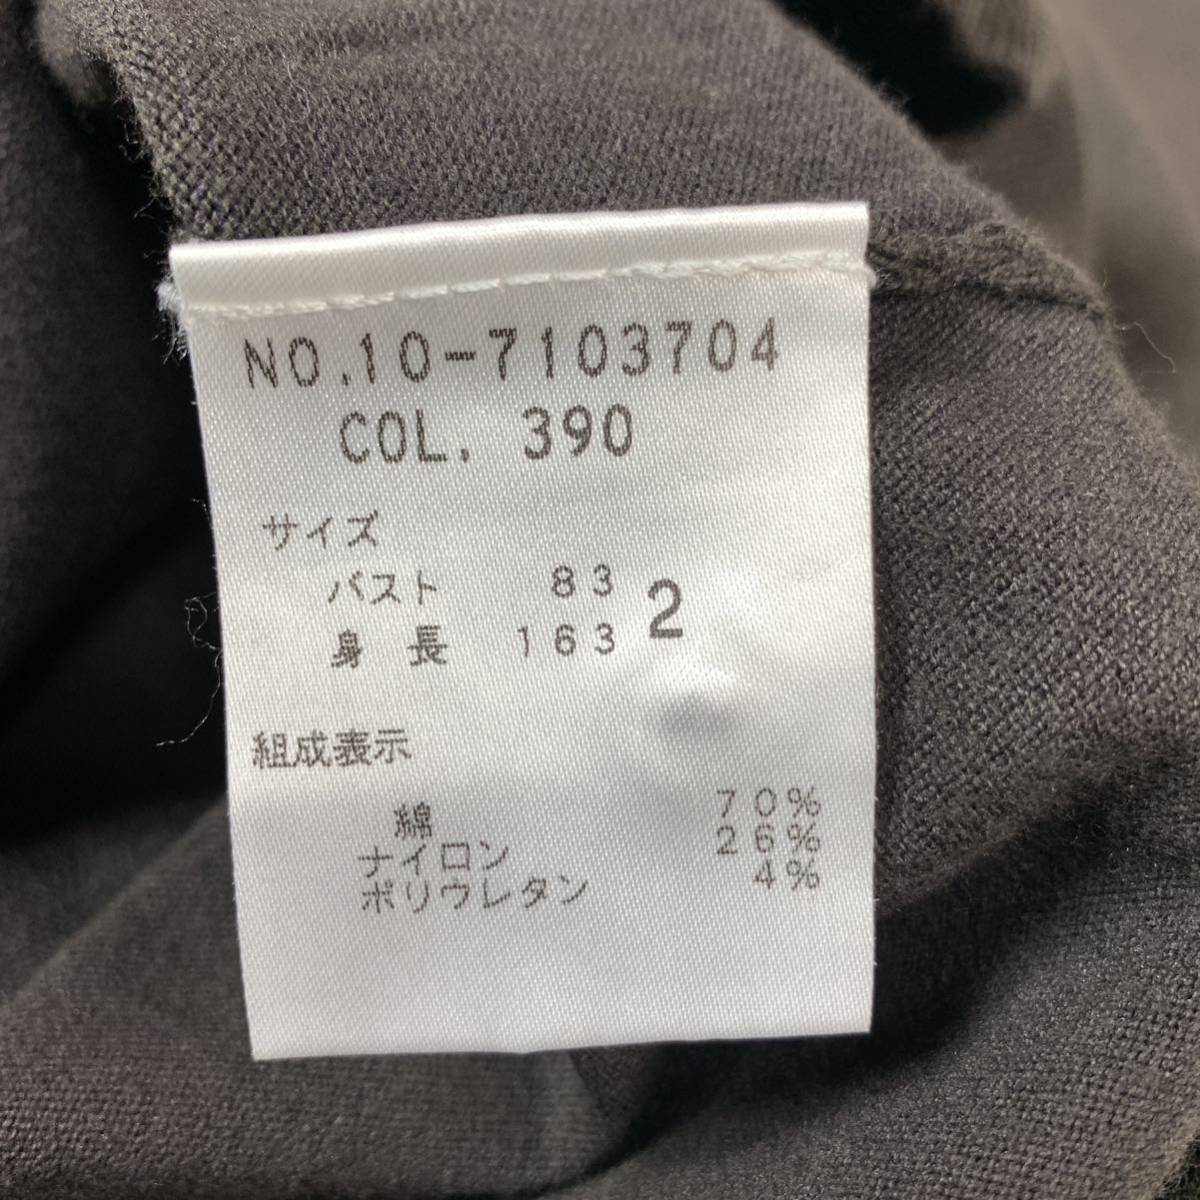 NO.10-7103704
COL. 390
サイズ
バスト 83
身長 163 2
組成表示
綿 70%
ナイロン 26%
ポリウレタン 4%